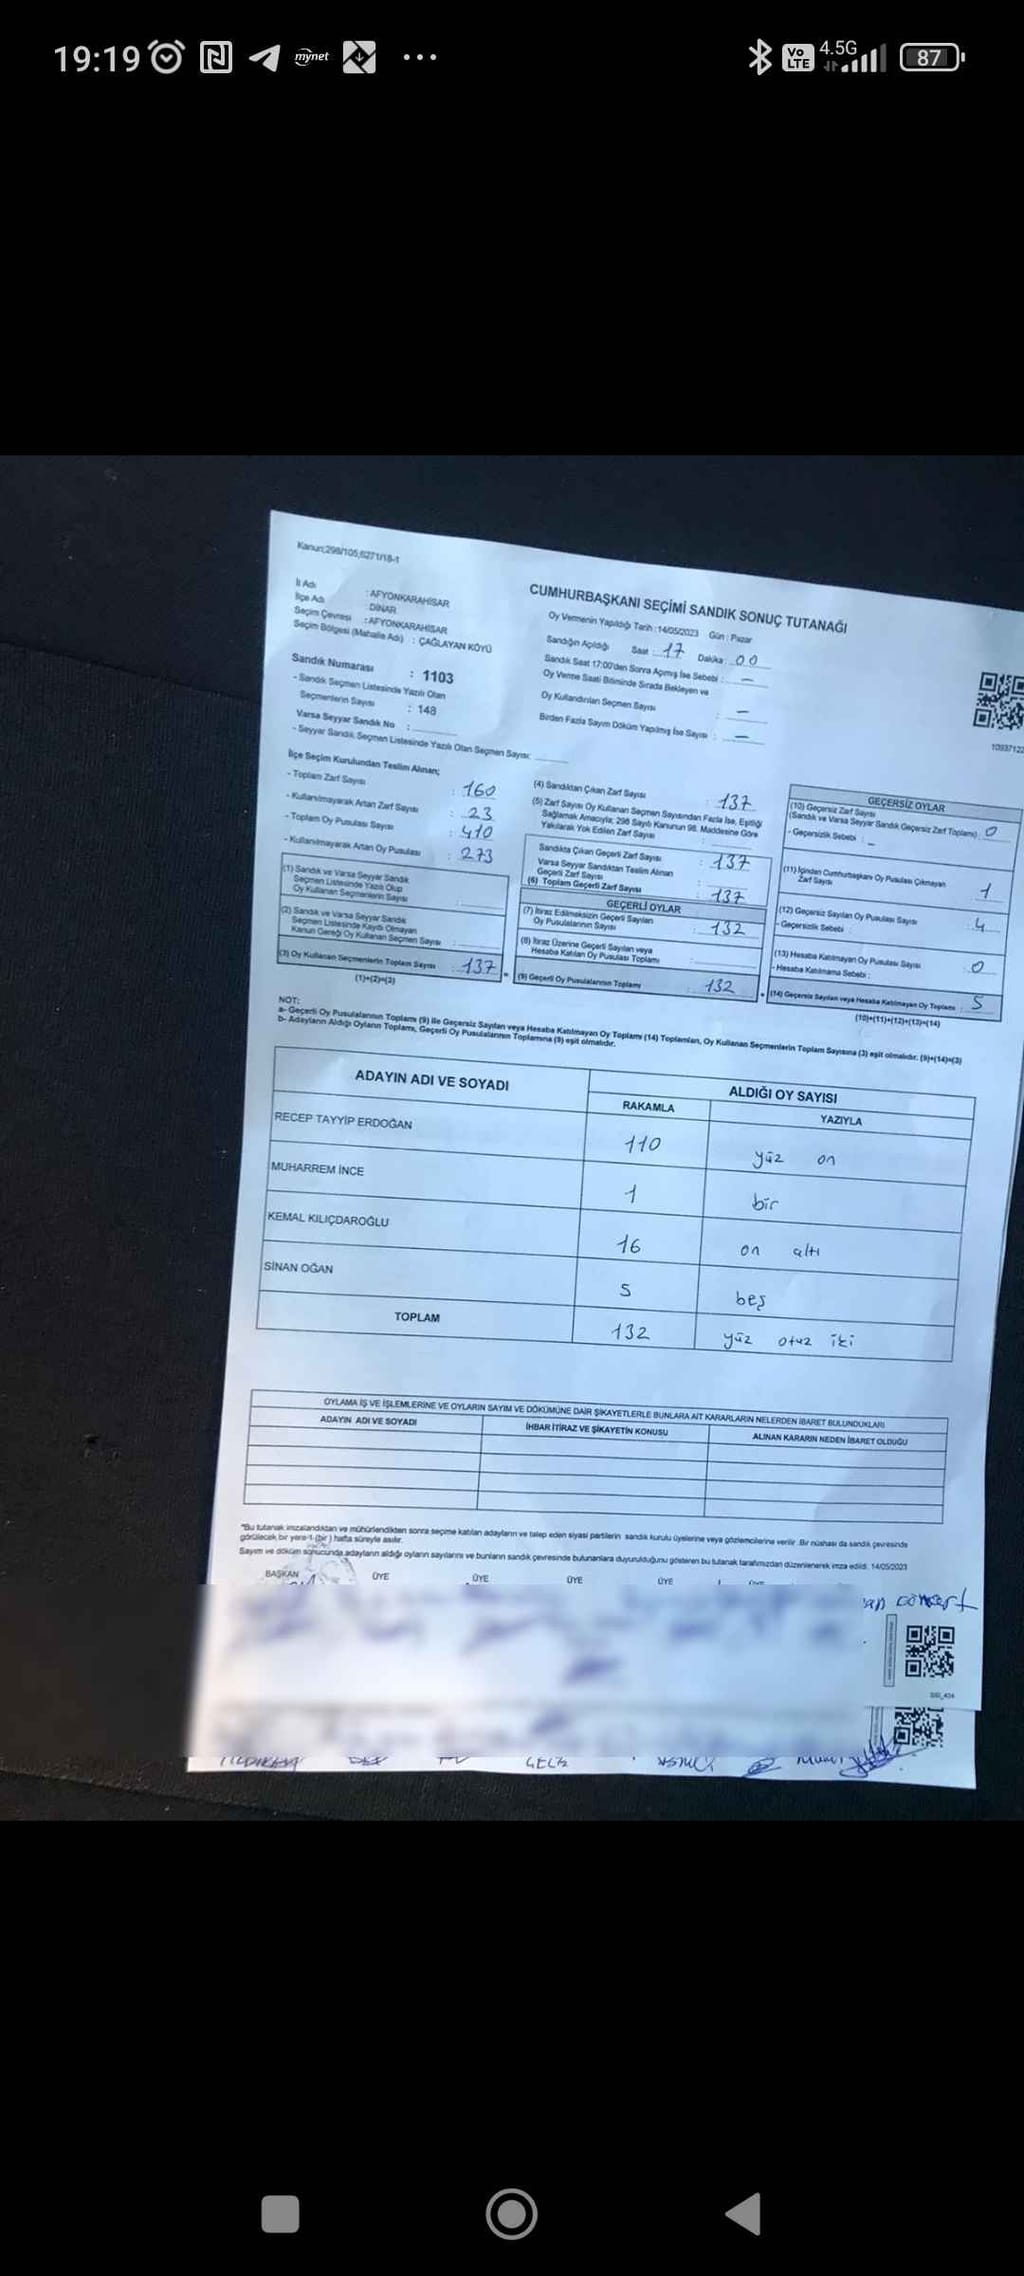 19:19 mynet Vo LTE 4.5G 87
Kanun;298/105,6271/18-1
CUMHURBAŞKANI SEÇİMİ SANDIK SONUÇ TUTANAĞI
İl Adı : AFYONKARAHİSAR
İlçe Adı : DİNAR
Seçim Çevresi : AFYONKARAHİSAR
Seçim Bölgesi (Mahalle Adı) : ÇAĞLAYAN KÖYÜ
Sandık Numarası : 1103
- Sandık Seçmen Listesinde Yazılı Olan
Seçmenlerin Sayısı : 148
Varsa Seyyar Sandık No :
- Seyyar Sandık Seçmen Listesinde Yazılı Olan Seçmen Sayısı:
Oy Vermenin Yapıldığı Tarih :14/05/2023 Gün : Pazar
Sandığın Açıldığı Saat : 17 Dakika : 00
Sandık Saat 17:00'den Sonra Açılmış İse Sebebi : -
Oy Verme Saati Bitiminde Sırada Bekleyen ve
Oy Kullandırılan Seçmen Sayısı : -
Birden Fazla Sayım Döküm Yapılmış İse Sayısı : -
İlçe Seçim Kurulundan Teslim Alınan;
- Toplam Zarf Sayısı : 160
- Kullanılmayarak Artan Zarf Sayısı : 23
- Toplam Oy Pusulası Sayısı : 410
- Kullanılmayarak Artan Oy Pusulası : 273
(1) Sandık ve Varsa Seyyar Sandık
Seçmen Listesinde Yazılı Olup
Oy Kullanan Seçmenlerin Sayısı
(2) Sandık ve Varsa Seyyar Sandık
Seçmen Listesinde Kayıtlı Olmayan
Kanun Gereği Oy Kullanan Seçmen Sayısı
(3) Oy Kullanan Seçmenlerin Toplam Sayısı : 137
(1)+(2)=(3)
(4) Sandıktan Çıkan Zarf Sayısı : 137
(5) Zarf Sayısı Oy Kullanan Seçmen Sayısından Fazla İse, Eşitliği
Sağlamak Amacıyla; 298 Sayılı Kanunun 98. Maddesine Göre
Yakılarak Yok Edilen Zarf Sayısı
Sandıkta Çıkan Geçerli Zarf Sayısı : 137
Varsa Seyyar Sandıktan Teslim Alınan
Geçerli Zarf Sayısı
(6) Toplam Geçerli Zarf Sayısı : 137
GEÇERLİ OYLAR
(7) İtiraz Edilmeksizin Geçerli Sayılan
Oy Pusulalarının Sayısı : 132
(8) İtiraz Üzerine Geçerli Sayılan veya
Hesaba Katılan Oy Pusulası Toplamı :
(9) Geçerli Oy Pusulalarının Toplamı : 132
GEÇERSİZ OYLAR
(10) Geçersiz Zarf Sayısı
(Sandık ve Varsa Seyyar Sandık Geçersiz Zarf Toplamı) : 0
- Geçersizlik Sebebi : -
(11) İçinden Cumhurbaşkanı Oy Pusulası Çıkmayan
Zarf Sayısı 1
(12) Geçersiz Sayılan Oy Pusulası Sayısı : 4
- Geçersizlik Sebebi :
(13) Hesaba Katılmayan Oy Pusulası Sayısı : 0
- Hesaba Katılmama Sebebi :
(14) Geçersiz Sayılan veya Hesaba Katılmayan Oy Toplamı : 5
(10)+(11)+(12)+(13)=(14)
NOT:
a- Geçerli Oy Pusulalarının Toplamı (9) ile Geçersiz Sayılan veya Hesaba Katılmayan Oy Toplamı (14) Toplamları, Oy Kullanan Seçmenlerin Toplam Sayısına (3) eşit olmalıdır. (9)+(14)=(3)
b- Adayların Aldığı Oyların Toplamı, Geçerli Oy Pusulalarının Toplamına (9) eşit olmalıdır.
ADAYIN ADI VE SOYADI ALDIĞI OY SAYISI
RAKAMLA YAZIYLA
RECEP TAYYİP ERDOĞAN 110 yüz on
MUHARREM İNCE 1 bir
KEMAL KILIÇDAROĞLU 16 on altı
SİNAN OĞAN 5 beş
TOPLAM 132 yüz otuz iki
OYLAMA İŞ VE İŞLEMLERİNE VE OYLARIN SAYIM VE DÖKÜMÜNE DAİR ŞİKAYETLERLE BUNLARA AİT KARARLARIN NELERDEN İBARET BULUNDUKLARI
ADAYIN ADI VE SOYADI İHBAR İTİRAZ VE ŞİKAYETİN KONUSU ALINAN KARARIN NEDEN İBARET OLDUĞU
*Bu tutanak imzalandıktan ve mühürlendikten sonra seçime katılan adayların ve talep eden siyasi partilerin sandık kurulu üyelerine veya gözlemcilerine verilir. Bir nüshası da sandık çevresinde
görülecek bir yere 1 (bir) hafta süreyle asılır.
Sayım ve döküm sonucunda adayların aldığı oyların sayılarını ve bunların sandık çevresinde bulunanlara duyurulduğunu gösteren bu tutanak tarafımızdan düzenlenerek imza edildi. 14/05/2023
BAŞKAN ÜYE ÜYE ÜYE ÜYE